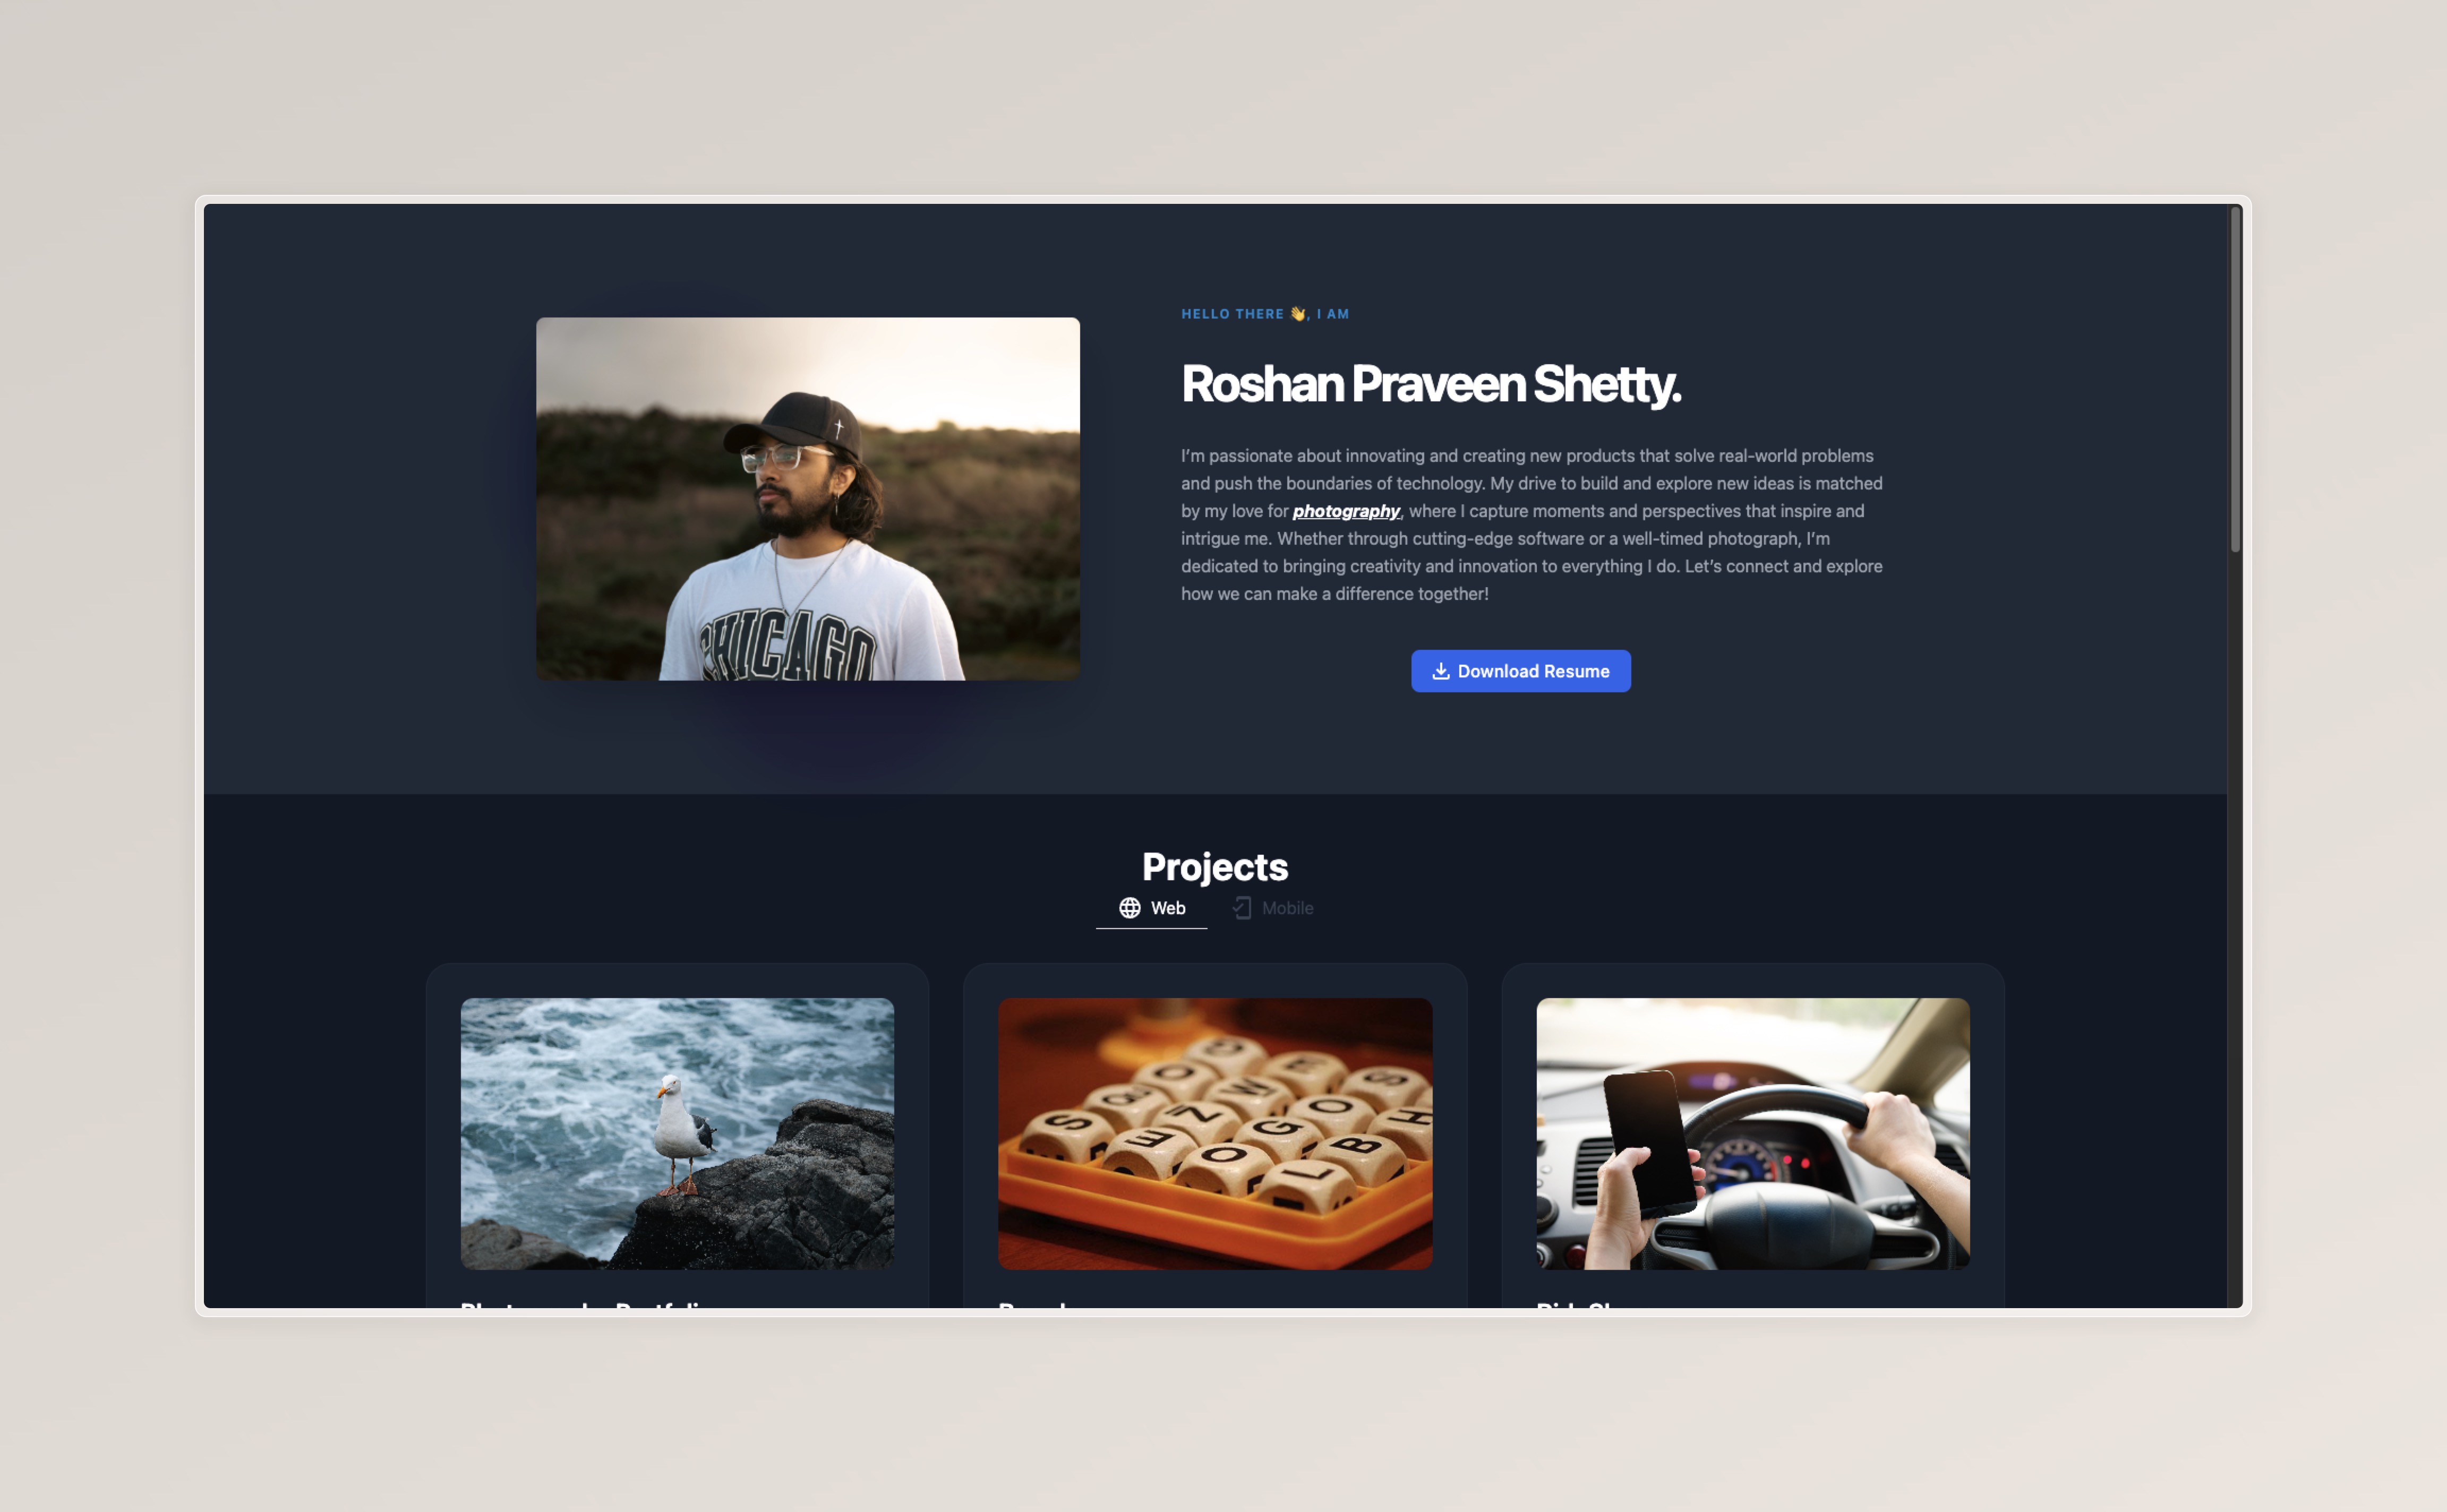 HELLO THERE 👋, I AM
Roshan Praveen Shetty.
I'm passionate about innovating and creating new products that solve real-world problems
and push the boundaries of technology. My drive to build and explore new ideas is matched
by my love for photography, where I capture moments and perspectives that inspire and
intrigue me. Whether through cutting-edge software or a well-timed photograph, I'm
dedicated to bringing creativity and innovation to everything I do. Let's connect and explore
how we can make a difference together!
CHICAGO
Download Resume
Projects
Web Mobile